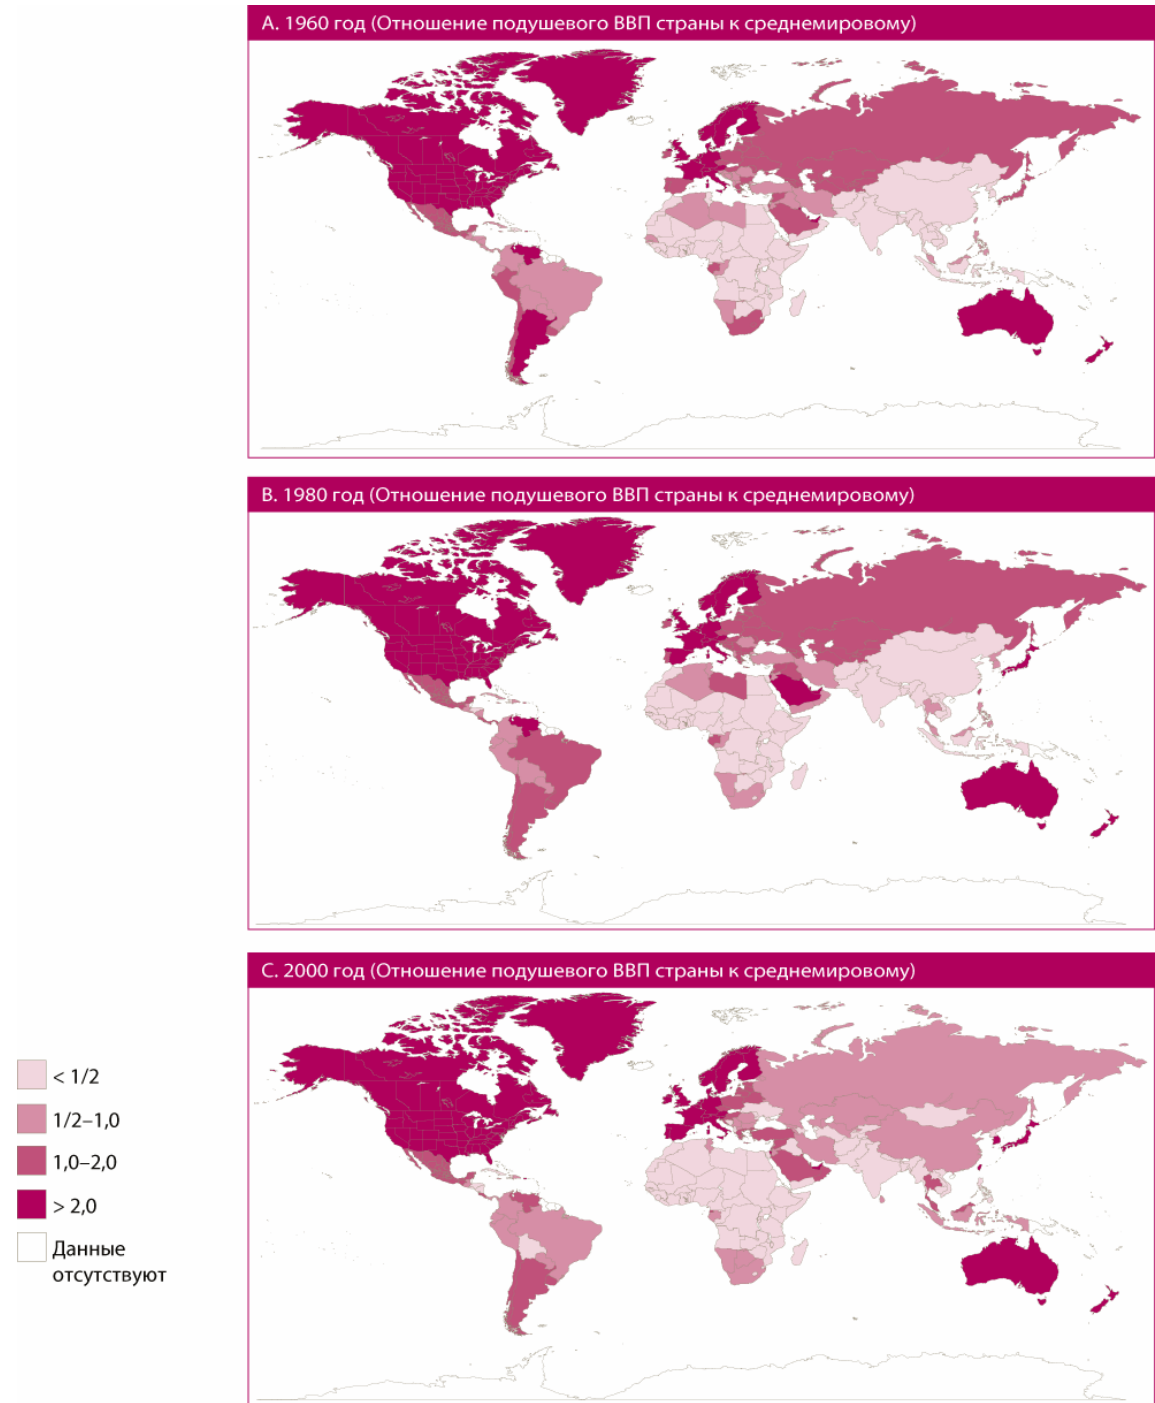 А. 1960 год (Отношение подушевого ВВП страны к среднемировому)
В. 1980 год (Отношение подушевого ВВП страны к среднемировому)
С. 2000 год (Отношение подушевого ВВП страны к среднемировому)
< 1/2
1/2–1,0
1,0–2,0
> 2,0
Данные
отсутствуют